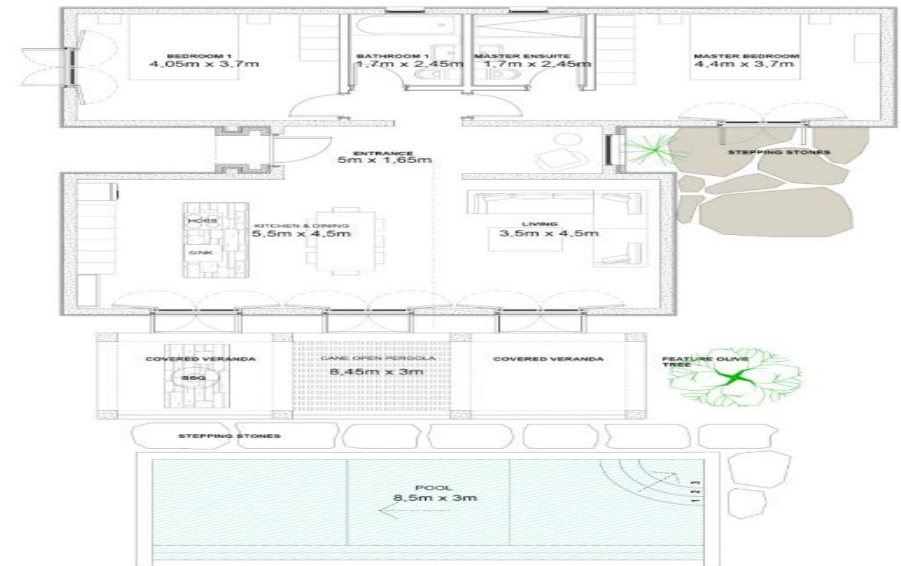 BEDROOM 1
4,05m x 3,7m
BATHROOM 1
1,7m x 2,45m
MASTER ENSUITE
1,7m x 2,45m
MASTER BEDROOM
4,4m x 3,7m
ENTRANCE
5m x 1,65m
STEPPING STONES
HOBS
SINK
KITCHEN & DINING
5,5m x 4,5m
LIVING
3,5m x 4,5m
COVERED VERANDA
BBQ
CANE OPEN PERGOLA
8,45m x 3m
COVERED VERANDA
FEATURE OLIVE
TREE
STEPPING STONES
POOL
8,5m x 3m
1 2 3